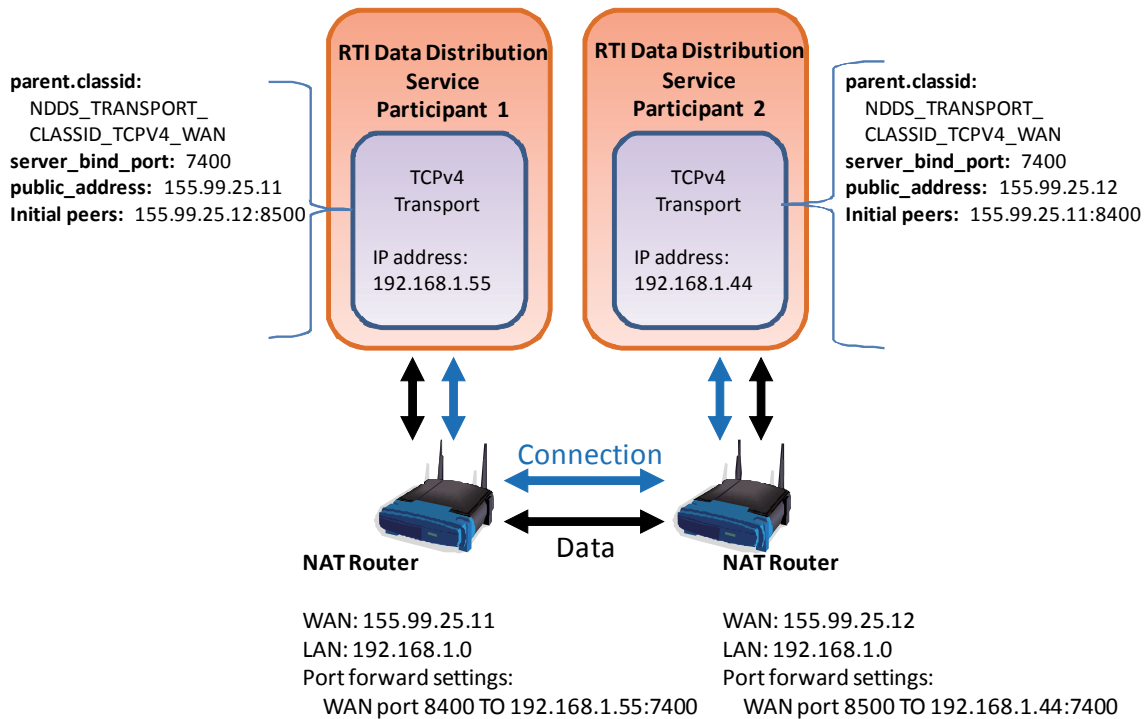 RTI Data Distribution
Service
Participant 1
RTI Data Distribution
Service
Participant 2
parent.classid:
NDDS_TRANSPORT_
CLASSID_TCPV4_WAN
server_bind_port: 7400
public_address: 155.99.25.11
Initial peers: 155.99.25.12:8500
TCPv4
Transport
IP address:
192.168.1.55
TCPv4
Transport
IP address:
192.168.1.44
parent.classid:
NDDS_TRANSPORT_
CLASSID_TCPV4_WAN
server_bind_port: 7400
public_address: 155.99.25.12
Initial peers: 155.99.25.11:8400
Connection
Data
NAT Router
WAN: 155.99.25.11
LAN: 192.168.1.0
Port forward settings:
WAN port 8400 TO 192.168.1.55:7400
NAT Router
WAN: 155.99.25.12
LAN: 192.168.1.0
Port forward settings:
WAN port 8500 TO 192.168.1.44:7400